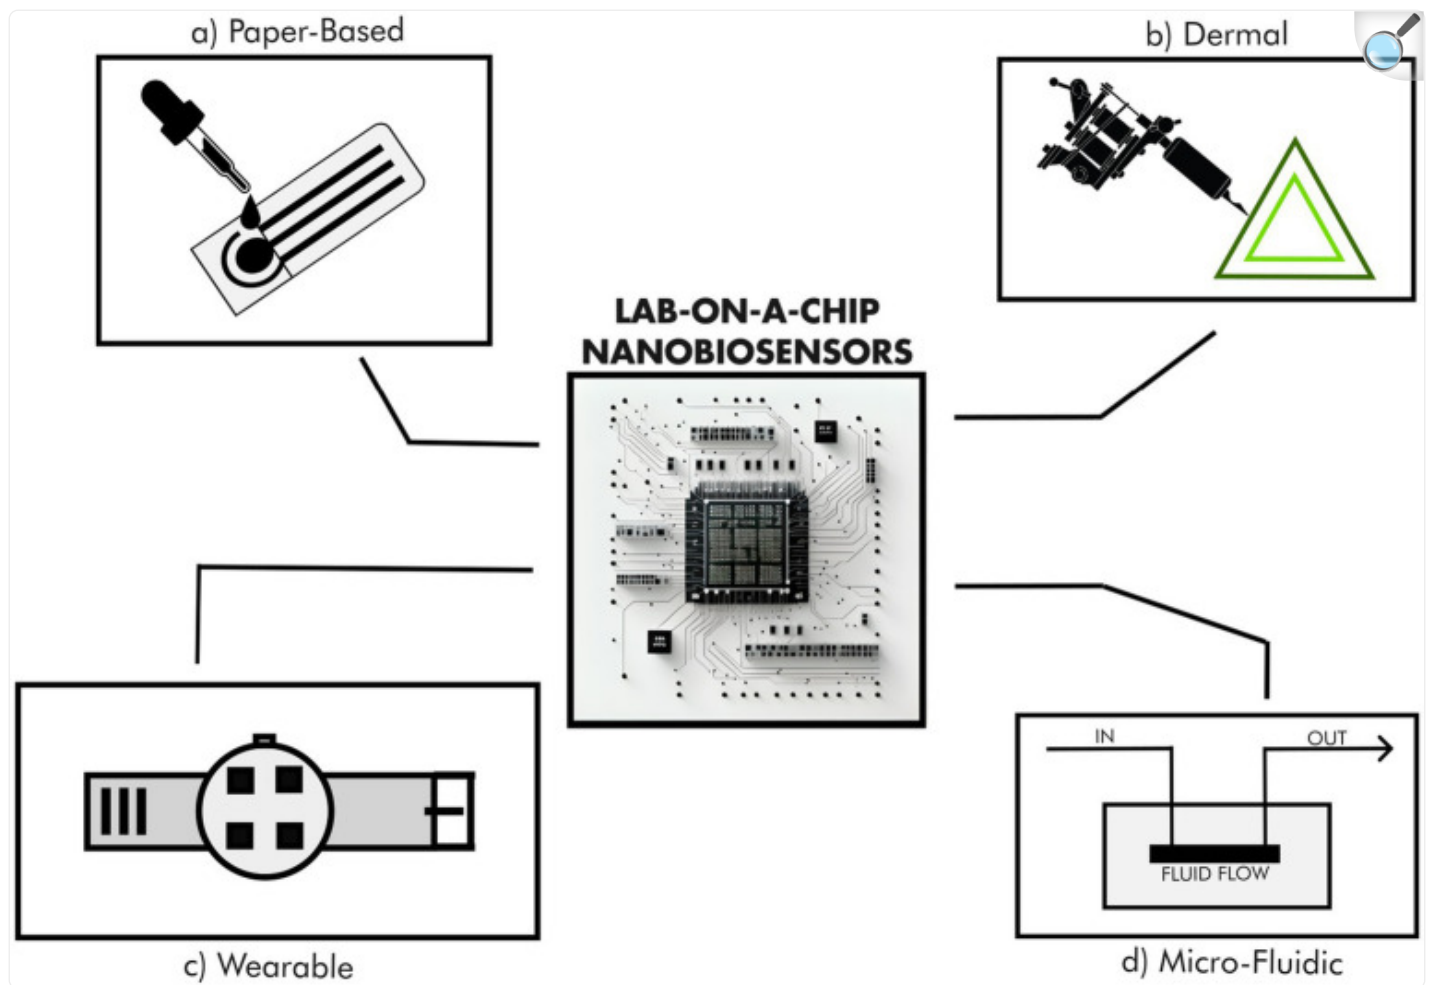 a) Paper-Based
b) Dermal
LAB-ON-A-CHIP
NANOBIOSENSORS
IN
OUT
FLUID FLOW
c) Wearable
d) Micro-Fluidic